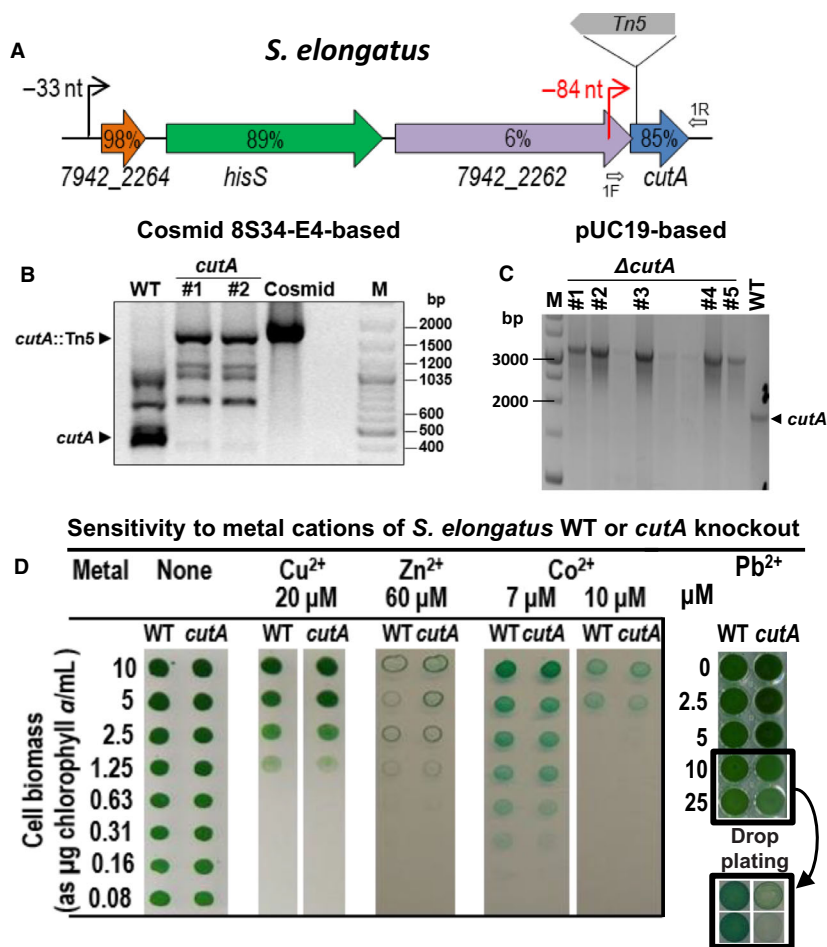 A
S. elongatus
Tn5
−33 nt
−84 nt
1R
98%
89%
6%
85%
7942_2264
hisS
7942_2262
1F
cutA
Cosmid 8S34-E4-based
pUC19-based
B
WT
cutA
#1
#2
Cosmid
M
bp
cutA::Tn5
2000
1500
1200
1035
600
500
400
cutA
C
ΔcutA
M
#1
#2
#3
#4
#5
WT
bp
3000
2000
cutA
Sensitivity to metal cations of S. elongatus WT or cutA knockout
D
Metal None Cu2+ Zn2+ Co2+ Pb2+
20 µM 60 µM 7 µM 10 µM µM
WT cutA WT cutA WT cutA WT cutA WT cutA WT cutA
Cell biomass
(as µg chlorophyll a/mL)
10
5
2.5
1.25
0.63
0.31
0.16
0.08
0
2.5
5
10
25
Drop
plating